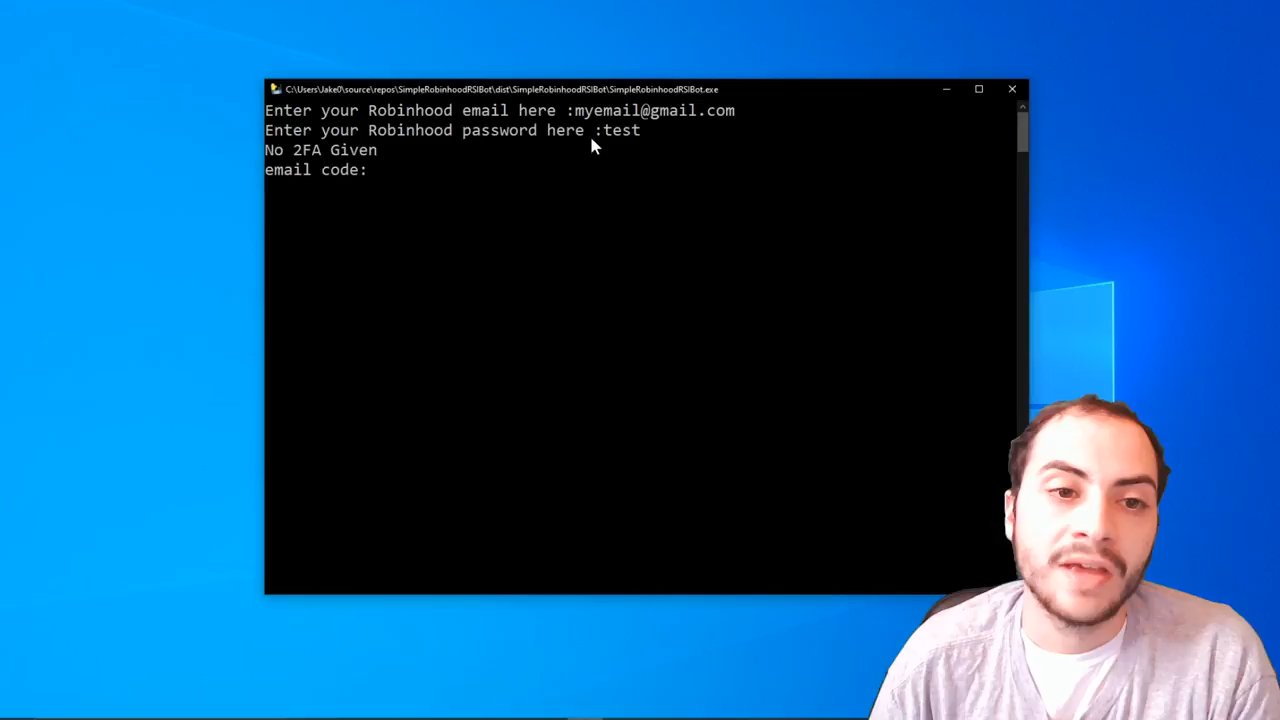 C:\Users\Jake0\source\repos\SimpleRobinhoodRSIBot\dist\SimpleRobinhoodRSIBot\SimpleRobinhoodRSIBot.exe
Enter your Robinhood email here :myemail@gmail.com
Enter your Robinhood password here :test
No 2FA Given
email code: